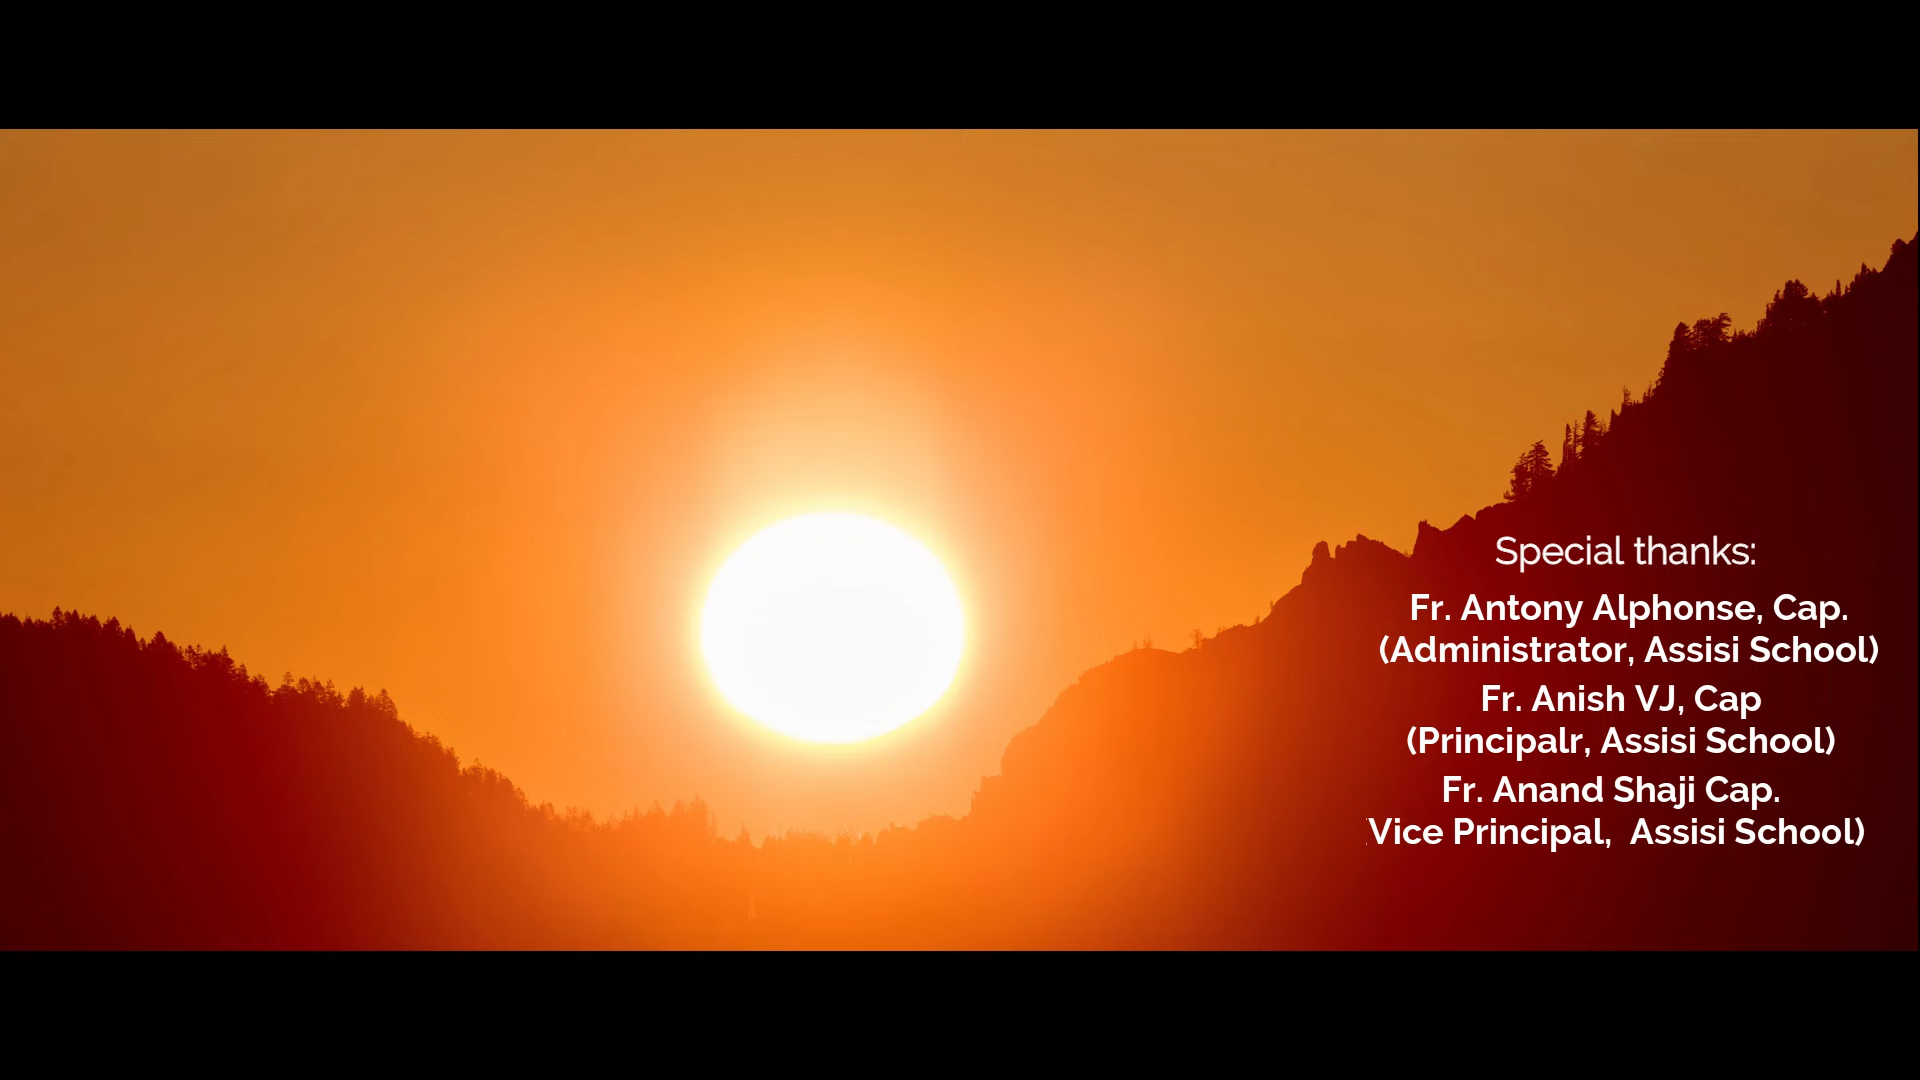 Special thanks:
Fr. Antony Alphonse, Cap.
(Administrator, Assisi School)
Fr. Anish VJ, Cap
(Principalr, Assisi School)
Fr. Anand Shaji Cap.
Vice Principal,  Assisi School)